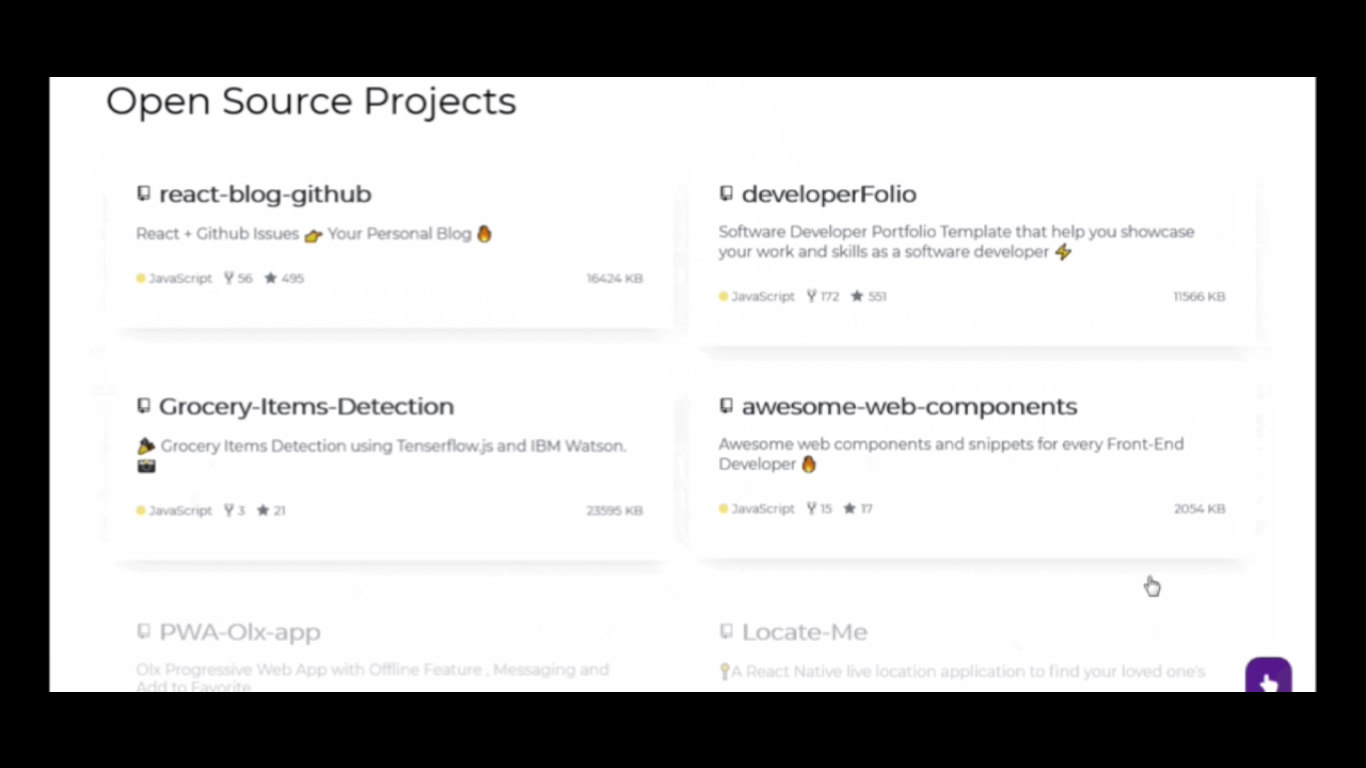 Open Source Projects
react-blog-github
React + Github Issues 👉 Your Personal Blog 🔥
JavaScript 56 495 16424 KB
developerFolio
Software Developer Portfolio Template that help you showcase
your work and skills as a software developer ⚡
JavaScript 172 551 11566 KB
Grocery-Items-Detection
Grocery Items Detection using Tenserflow.js and IBM Watson.
JavaScript 3 21 23595 KB
awesome-web-components
Awesome web components and snippets for every Front-End
Developer 🔥
JavaScript 15 17 2054 KB
PWA-Olx-app
Olx Progressive Web App with Offline Feature , Messaging and
Add to Favorite
Locate-Me
A React Native live location application to find your loved one's